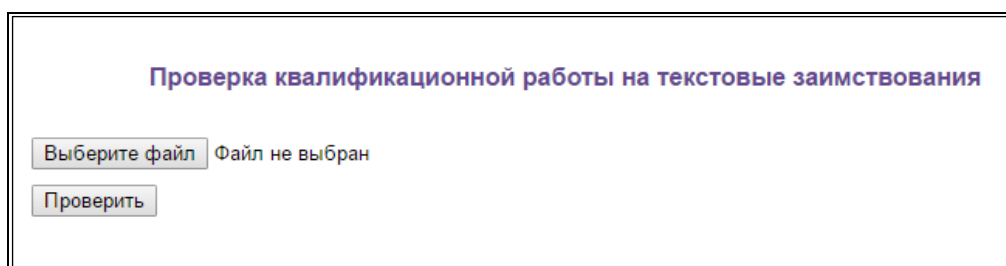 Проверка квалификационной работы на текстовые заимствования
Выберите файл Файл не выбран
Проверить